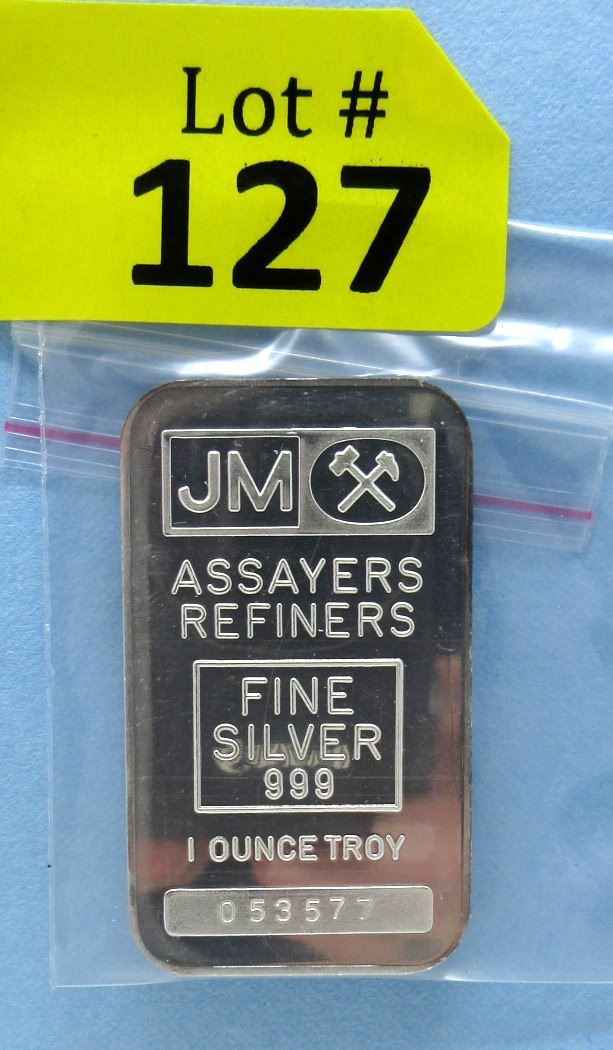 Lot #
127
JM
ASSAYERS
REFINERS
FINE
SILVER
999
1 OUNCE TROY
053577